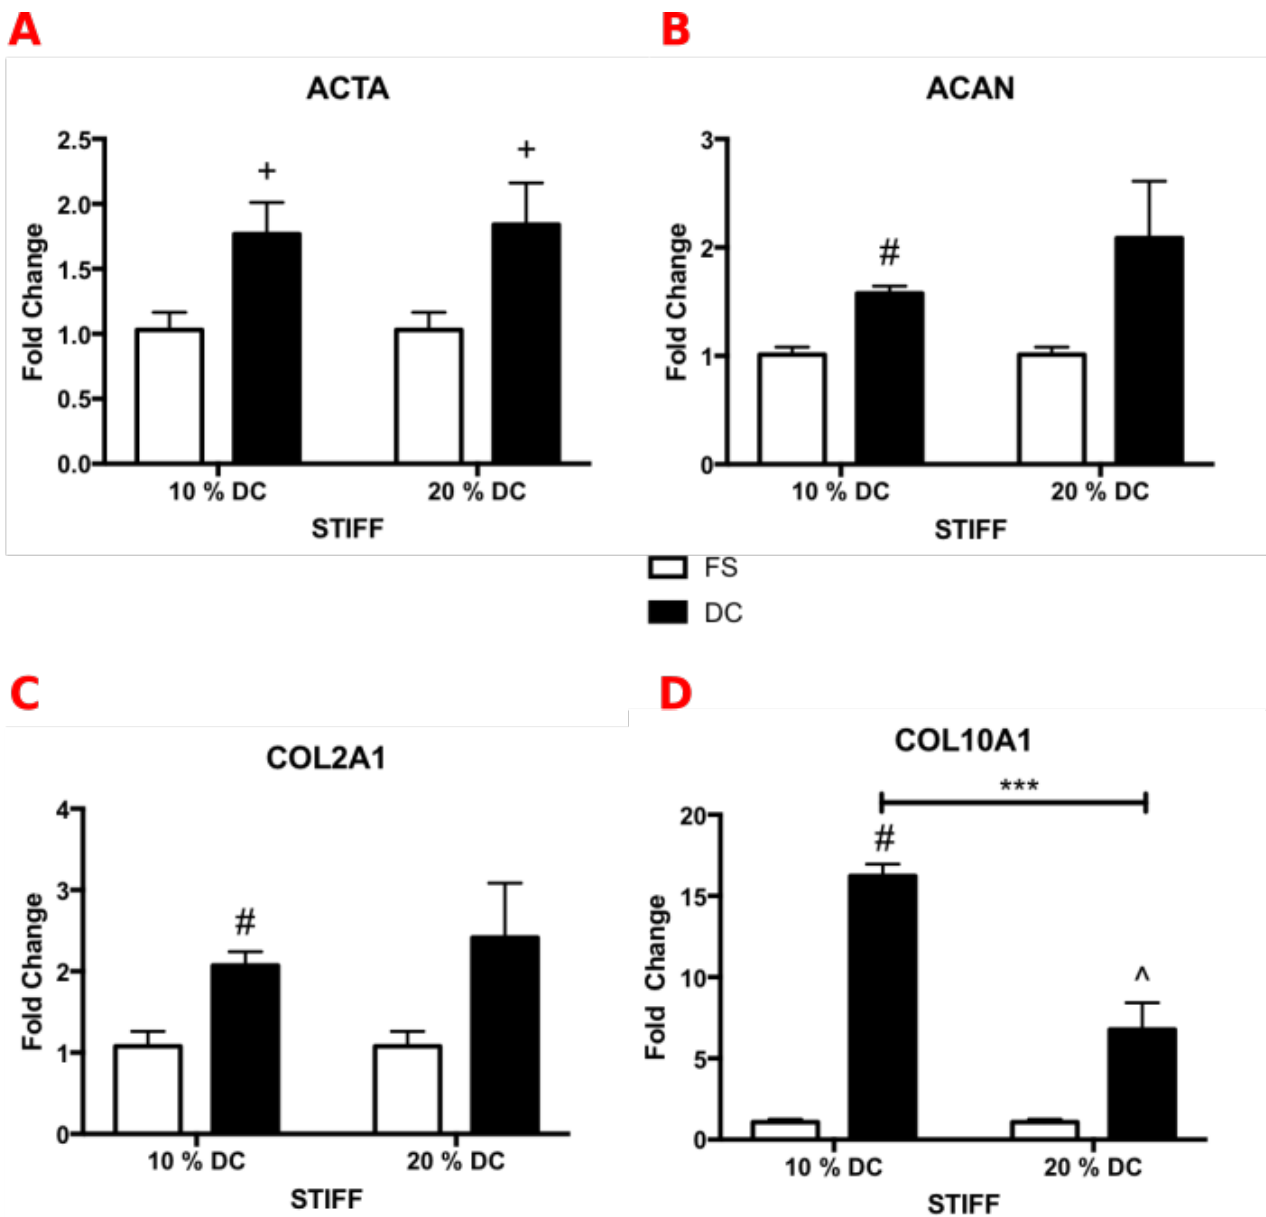 A
B
ACTA
ACAN
Fold Change
2.5
2.0
1.5
1.0
0.5
0.0
+
+
10 % DC
20 % DC
STIFF
Fold Change
3
2
1
0
#
10 % DC
20 % DC
STIFF
FS
DC
C
D
COL2A1
COL10A1
Fold Change
4
3
2
1
0
#
10 % DC
20 % DC
STIFF
Fold Change
20
15
10
5
0
***
#
^
10 % DC
20 % DC
STIFF